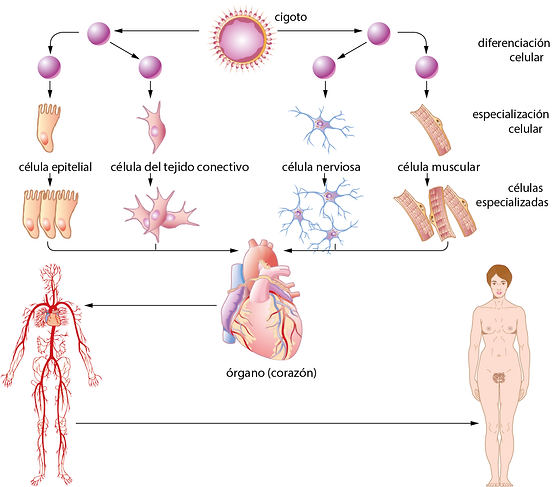 cigoto
diferenciación
celular
especialización
celular
célula epitelial
célula del tejido conectivo
célula nerviosa
célula muscular
células
especializadas
órgano (corazón)